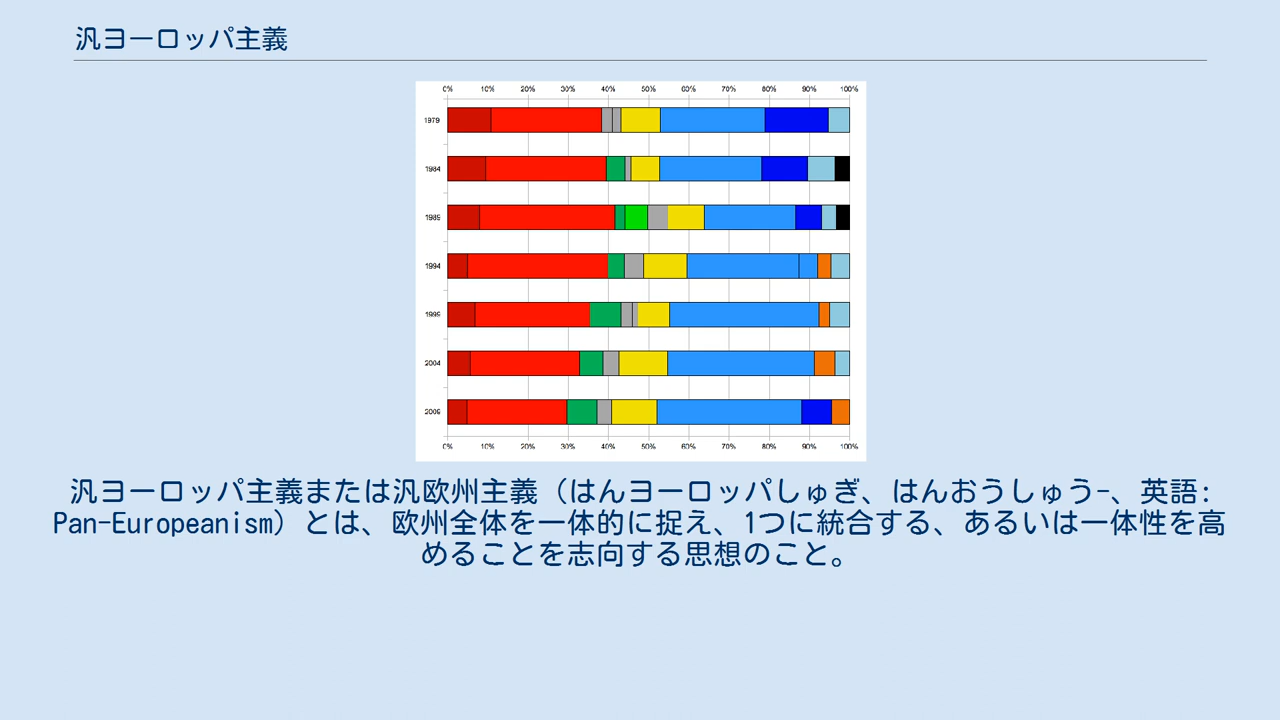 汎ヨーロッパ主義
0% 10% 20% 30% 40% 50% 60% 70% 80% 90% 100%
1979
1984
1989
1994
1999
2004
2009
0% 10% 20% 30% 40% 50% 60% 70% 80% 90% 100%
汎ヨーロッパ主義または汎欧州主義（はんヨーロッパしゅぎ、はんおうしゅう-、英語:
Pan-Europeanism）とは、欧州全体を一体的に捉え、1つに統合する、あるいは一体性を高
めることを志向する思想のこと。